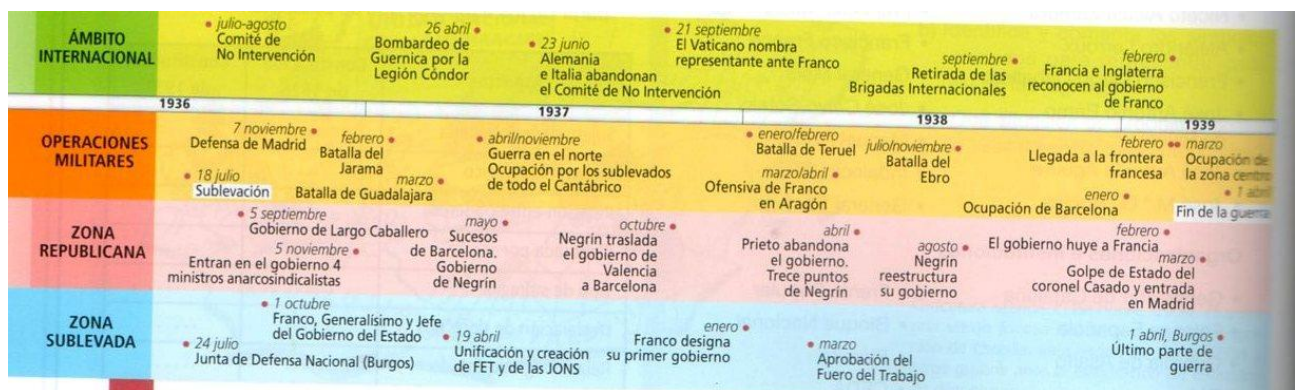 ÁMBITO
INTERNACIONAL
julio-agosto
Comité de
No Intervención
26 abril
Bombardeo de
Guernica por la
Legión Cóndor
23 junio
Alemania
e Italia abandonan
el Comité de No Intervención
21 septiembre
El Vaticano nombra
representante ante Franco
septiembre
Retirada de las
Brigadas Internacionales
febrero
Francia e Inglaterra
reconocen al gobierno
de Franco
1936
1937
1938
1939
OPERACIONES
MILITARES
7 noviembre
Defensa de Madrid
18 julio
Sublevación
febrero
Batalla del
Jarama
marzo
Batalla de Guadalajara
abril/noviembre
Guerra en el norte
Ocupación por los sublevados
de todo el Cantábrico
enero/febrero
Batalla de Teruel
marzo/abril
Ofensiva de Franco
en Aragón
julio/noviembre
Batalla del
Ebro
febrero
Llegada a la frontera
francesa
enero
Ocupación de Barcelona
marzo
Ocupación de
la zona centro
1 abril
Fin de la guerra
ZONA
REPUBLICANA
5 septiembre
Gobierno de Largo Caballero
5 noviembre
Entran en el gobierno 4
ministros anarcosindicalistas
mayo
Sucesos
de Barcelona.
Gobierno
de Negrín
octubre
Negrín traslada
el gobierno de
Valencia
a Barcelona
abril
Prieto abandona
el gobierno.
Trece puntos
de Negrín
agosto
Negrín
reestructura
su gobierno
febrero
El gobierno huye a Francia
marzo
Golpe de Estado del
coronel Casado y entrada
en Madrid
ZONA
SUBLEVADA
1 octubre
Franco, Generalísimo y Jefe
del Gobierno del Estado
24 julio
Junta de Defensa Nacional (Burgos)
19 abril
Unificación y creación
de FET y de las JONS
enero
Franco designa
su primer gobierno
marzo
Aprobación del
Fuero del Trabajo
1 abril, Burgos
Último parte de
guerra